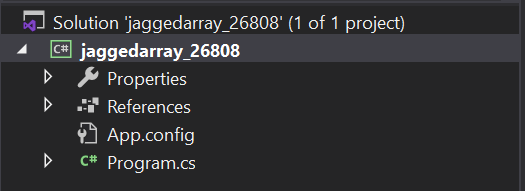 Solution 'jaggedarray_26808' (1 of 1 project)
C# jaggedarray_26808
Properties
References
App.config
C# Program.cs